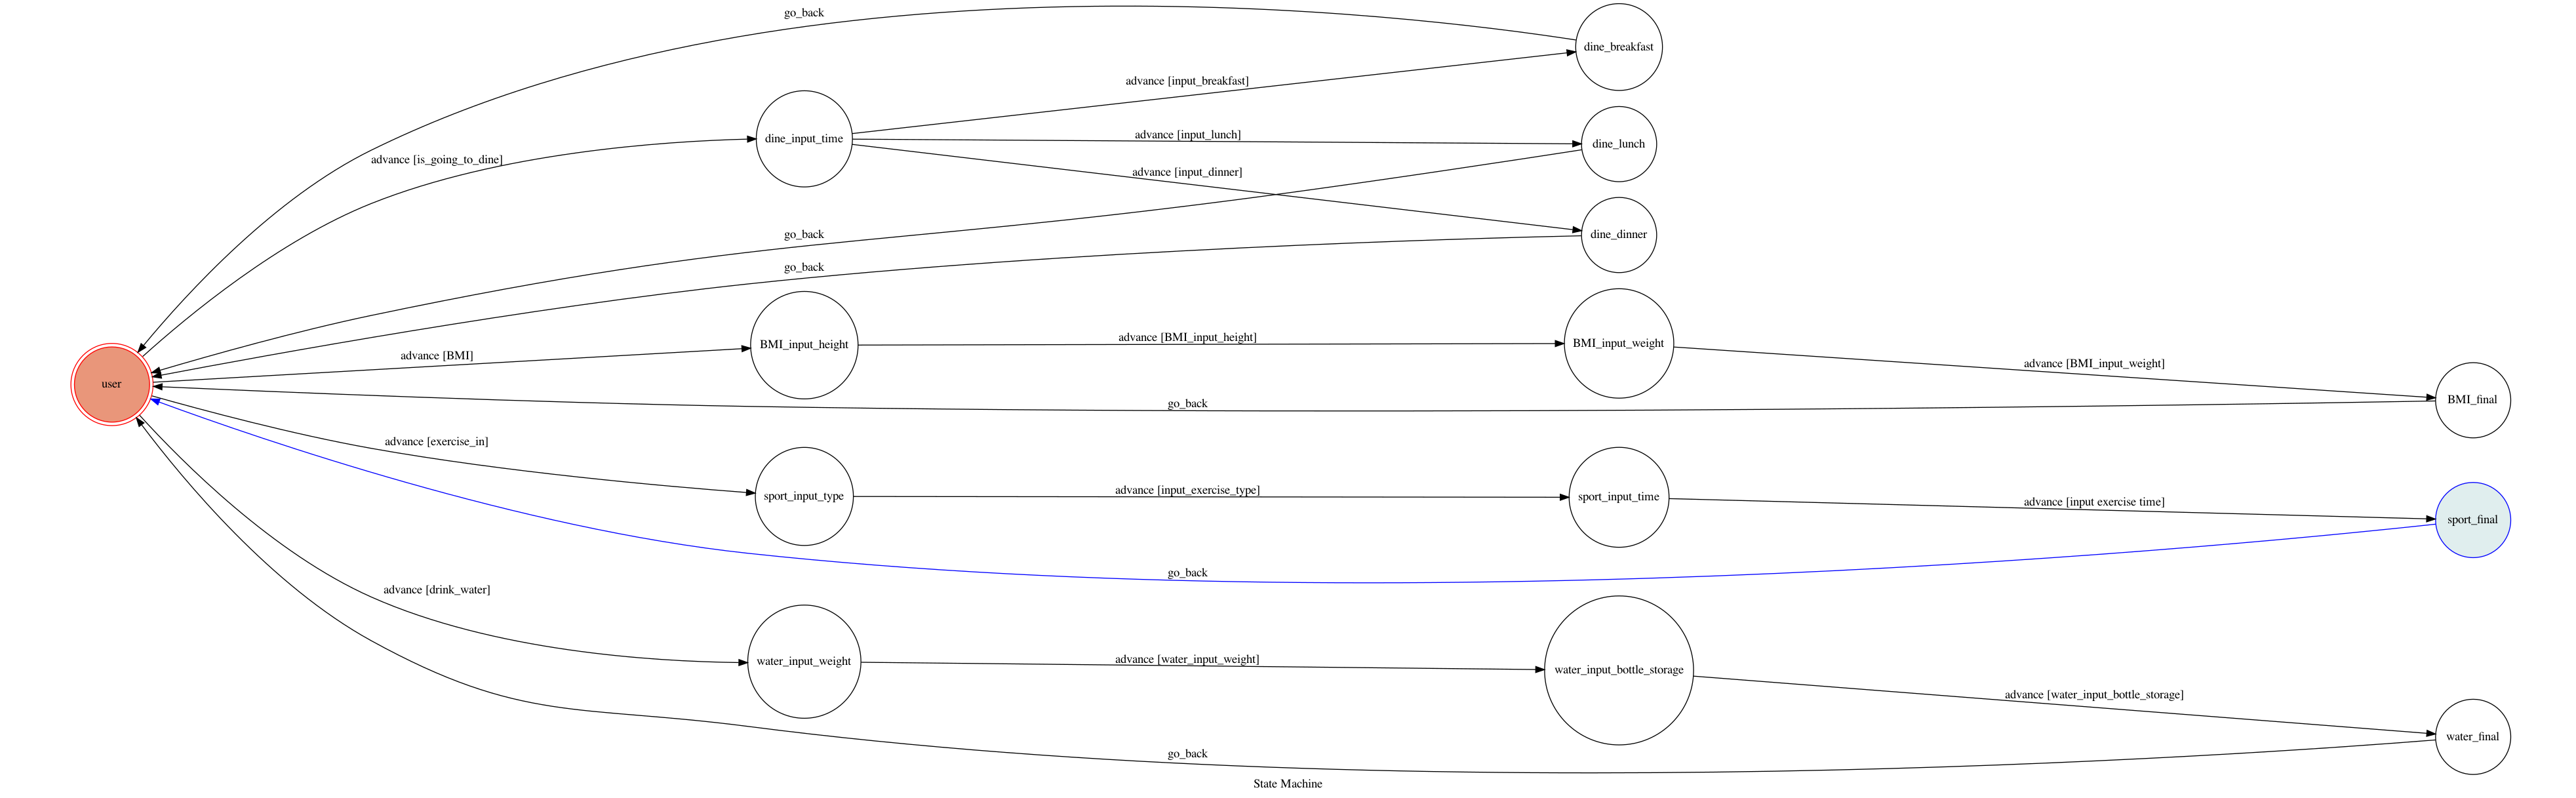 go_back
dine_breakfast
advance [input_breakfast]
advance [input_lunch]
dine_input_time
dine_lunch
advance [is_going_to_dine]
advance [input_dinner]
go_back
dine_dinner
go_back
advance [BMI_input_height]
BMI_input_height
BMI_input_weight
advance [BMI]
advance [BMI_input_weight]
user
go_back
BMI_final
advance [exercise_in]
advance [input_exercise_type]
sport_input_type
sport_input_time
advance [input exercise time]
sport_final
go_back
advance [drink_water]
advance [water_input_weight]
water_input_weight
water_input_bottle_storage
advance [water_input_bottle_storage]
water_final
go_back
State Machine